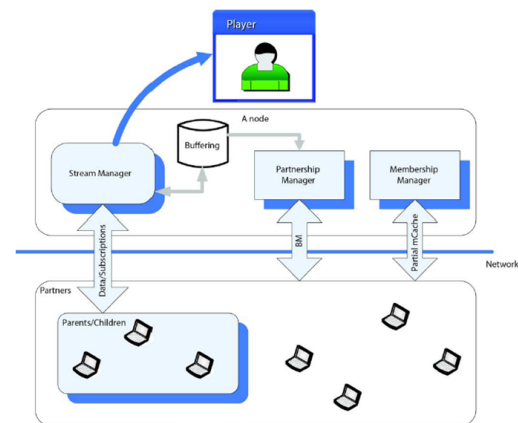 Player
A node
Buffering
Stream Manager
Partnership
Manager
Membership
Manager
Data/Subscriptions
BM
Partial mCache
Network
Partners
Parents/Children